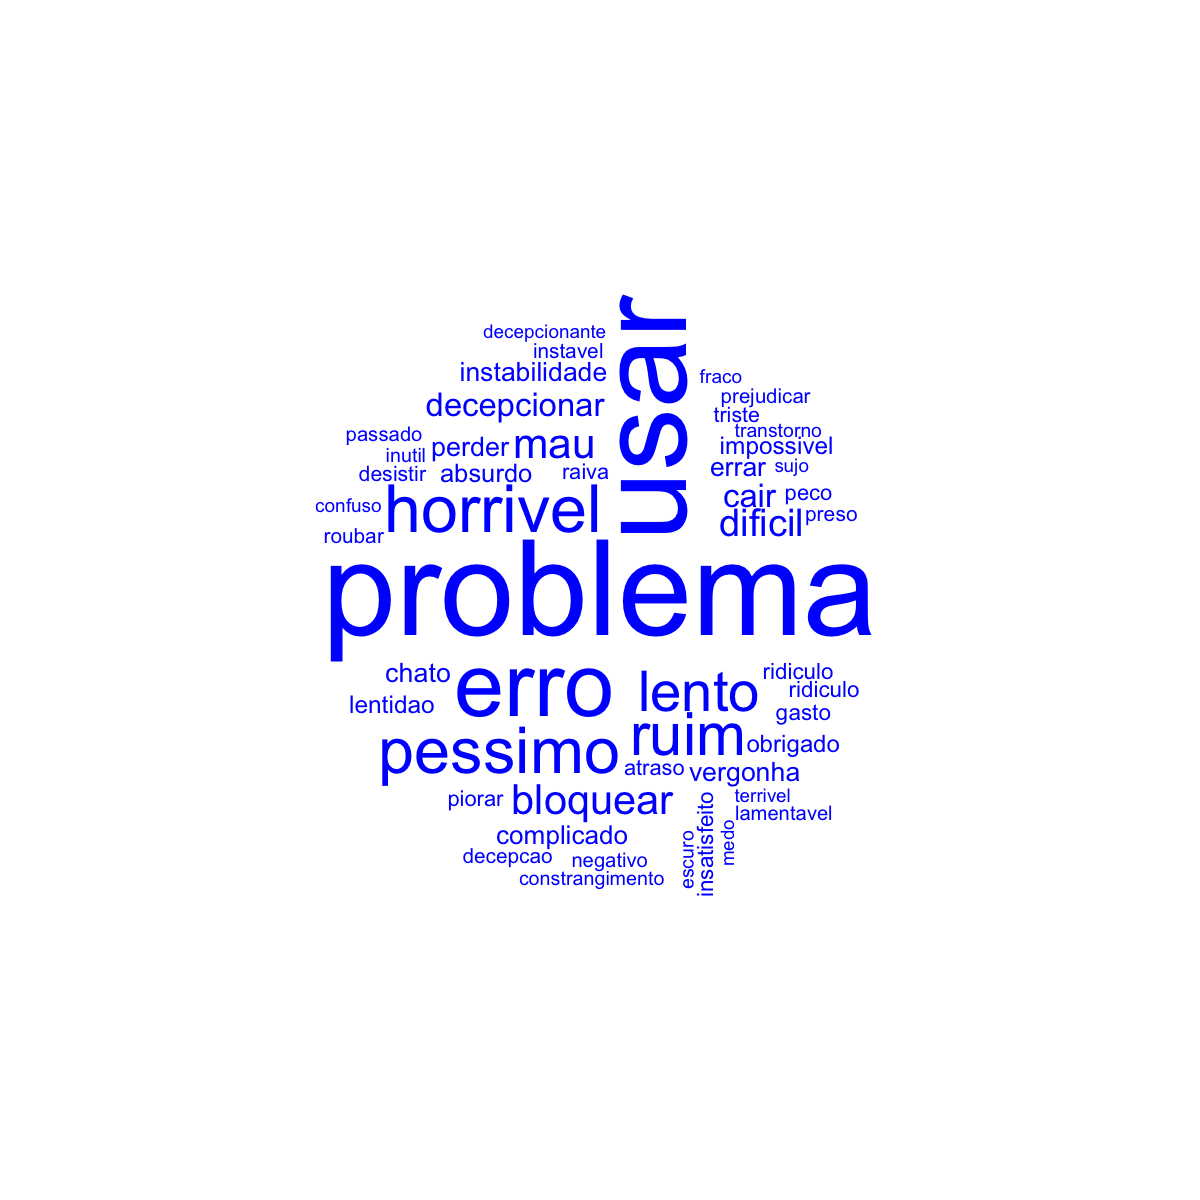 decepcionante
instavel
instabilidade
decepcionar
usar
fraco
prejudicar
triste
transtorno
impossível
passado
inutil
perder
mau
desistir
absurdo
raiva
errar
sujo
confuso
horrivel
cair
peco
roubar
dificil
preso
problema
chato
erro
lento
ridiculo
ridiculo
lentidao
gasto
pessimo
ruim
obrigado
atraso
vergonha
piorar
bloquear
terrivel
lamentavel
complicado
decepcao
negativo
constrangimento
escuro
insatisfeito
medo